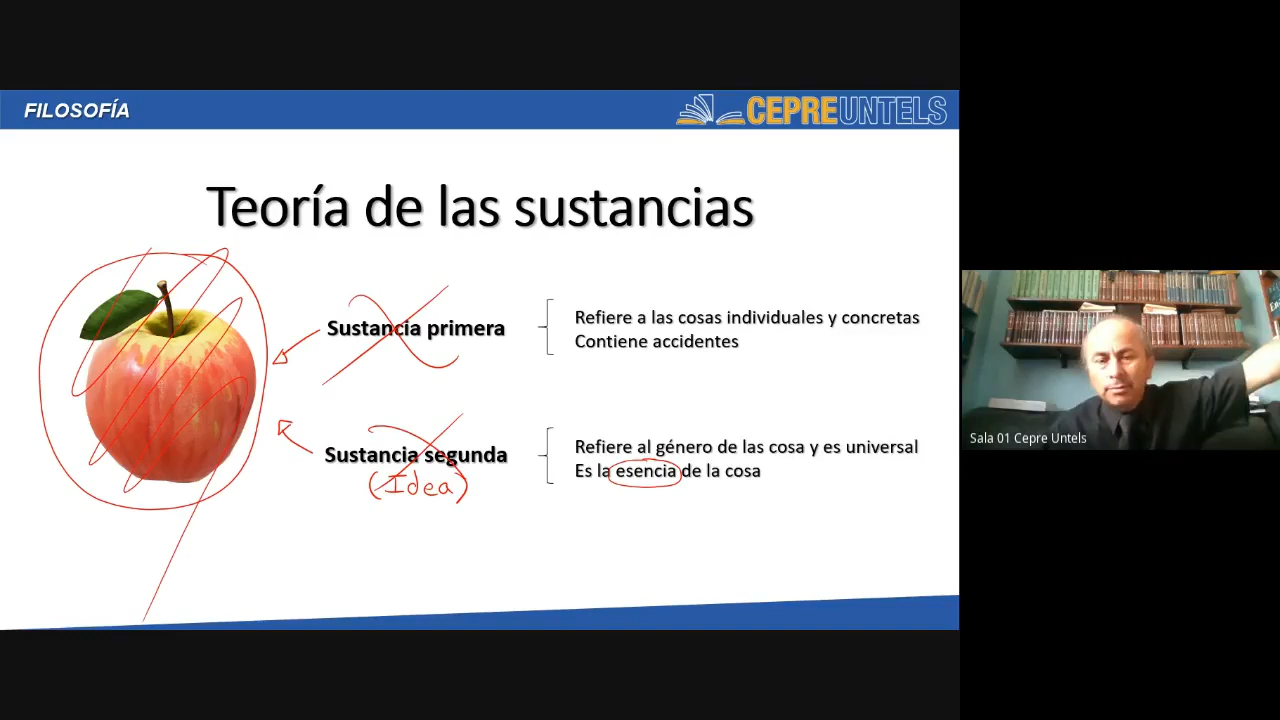 FILOSOFÍA
CEPREUNTELS
Teoría de las sustancias
Sustancia primera
Refiere a las cosas individuales y concretas
Contiene accidentes
Sustancia segunda
(Idea)
Refiere al género de las cosa y es universal
Es la esencia de la cosa
Sala 01 Cepre Untels